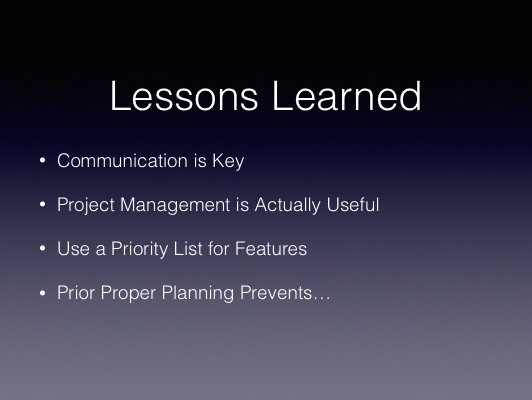 Lessons Learned
• Communication is Key
• Project Management is Actually Useful
• Use a Priority List for Features
• Prior Proper Planning Prevents…